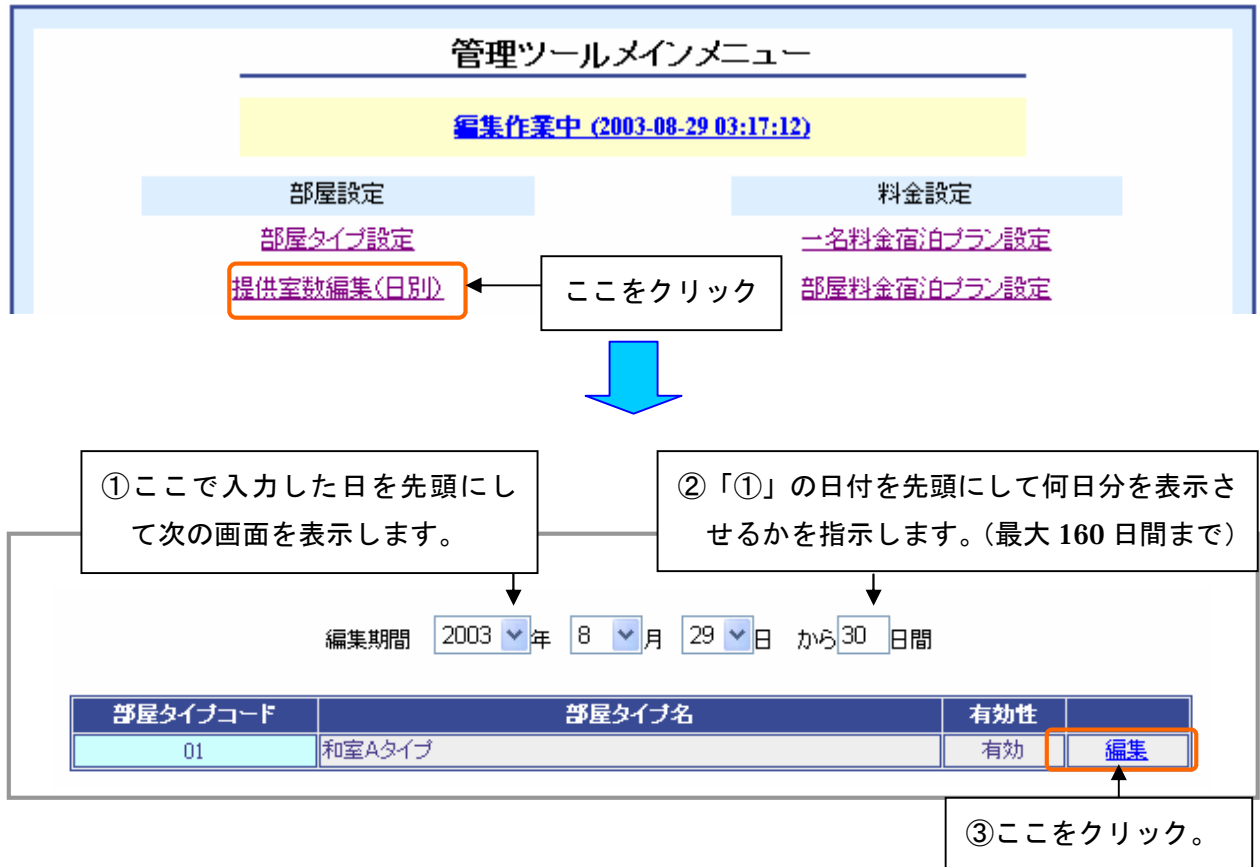 管理ツールメインメニュー
編集作業中 (2003-08-29 03:17:12)
部屋設定
料金設定
部屋タイプ設定
一名料金宿泊プラン設定
提供室数編集(日別)
ここをクリック
部屋料金宿泊プラン設定
①ここで入力した日を先頭にし
て次の画面を表示します。
②「①」の日付を先頭にして何日分を表示さ
せるかを指示します。（最大 160 日間まで）
編集期間 2003 年 8 月 29 日 から 30 日間
部屋タイプコード 部屋タイプ名 有効性
01 和室Aタイプ 有効 編集
③ここをクリック。